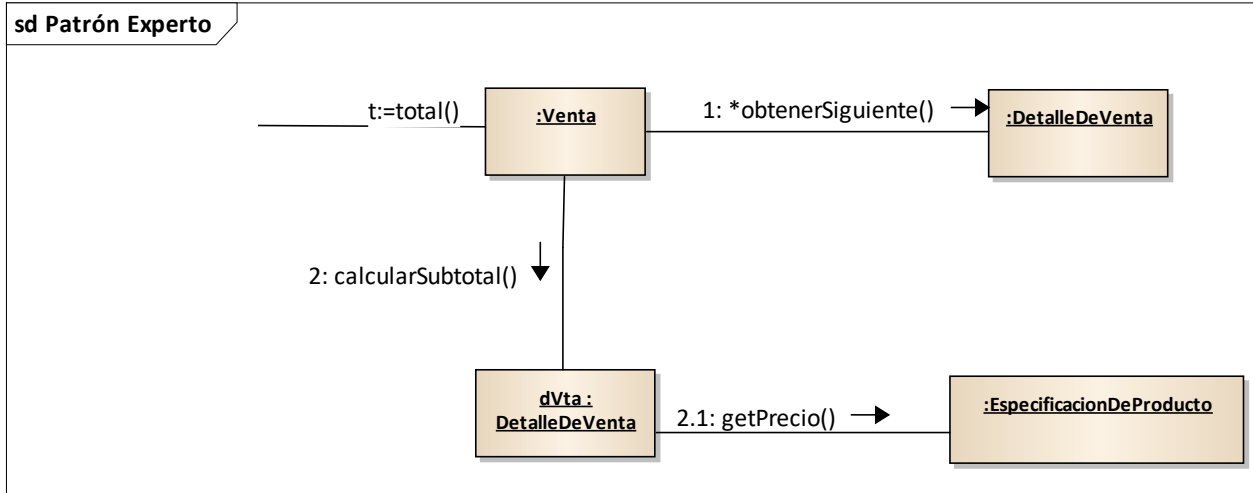 sd Patrón Experto
t:=total()
:Venta
1: *obtenerSiguiente()
:DetalleDeVenta
2: calcularSubtotal()
dVta :
DetalleDeVenta
2.1: getPrecio()
:EspecificacionDeProducto